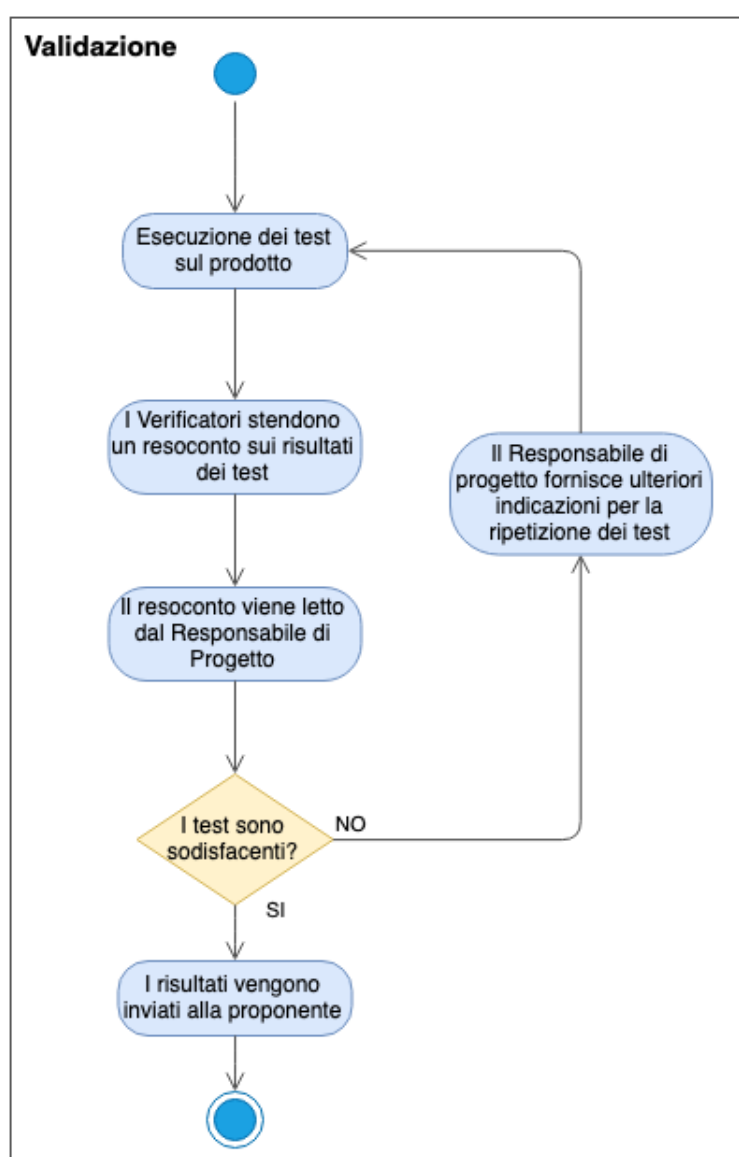 Validazione
Esecuzione dei test
sul prodotto
I Verificatori stendono
un resoconto sui risultati
dei test
Il Responsabile di
progetto fornisce ulteriori
indicazioni per la
ripetizione dei test
Il resoconto viene letto
dal Responsabile di
Progetto
I test sono
sodisfacenti?
NO
SI
I risultati vengono
inviati alla proponente